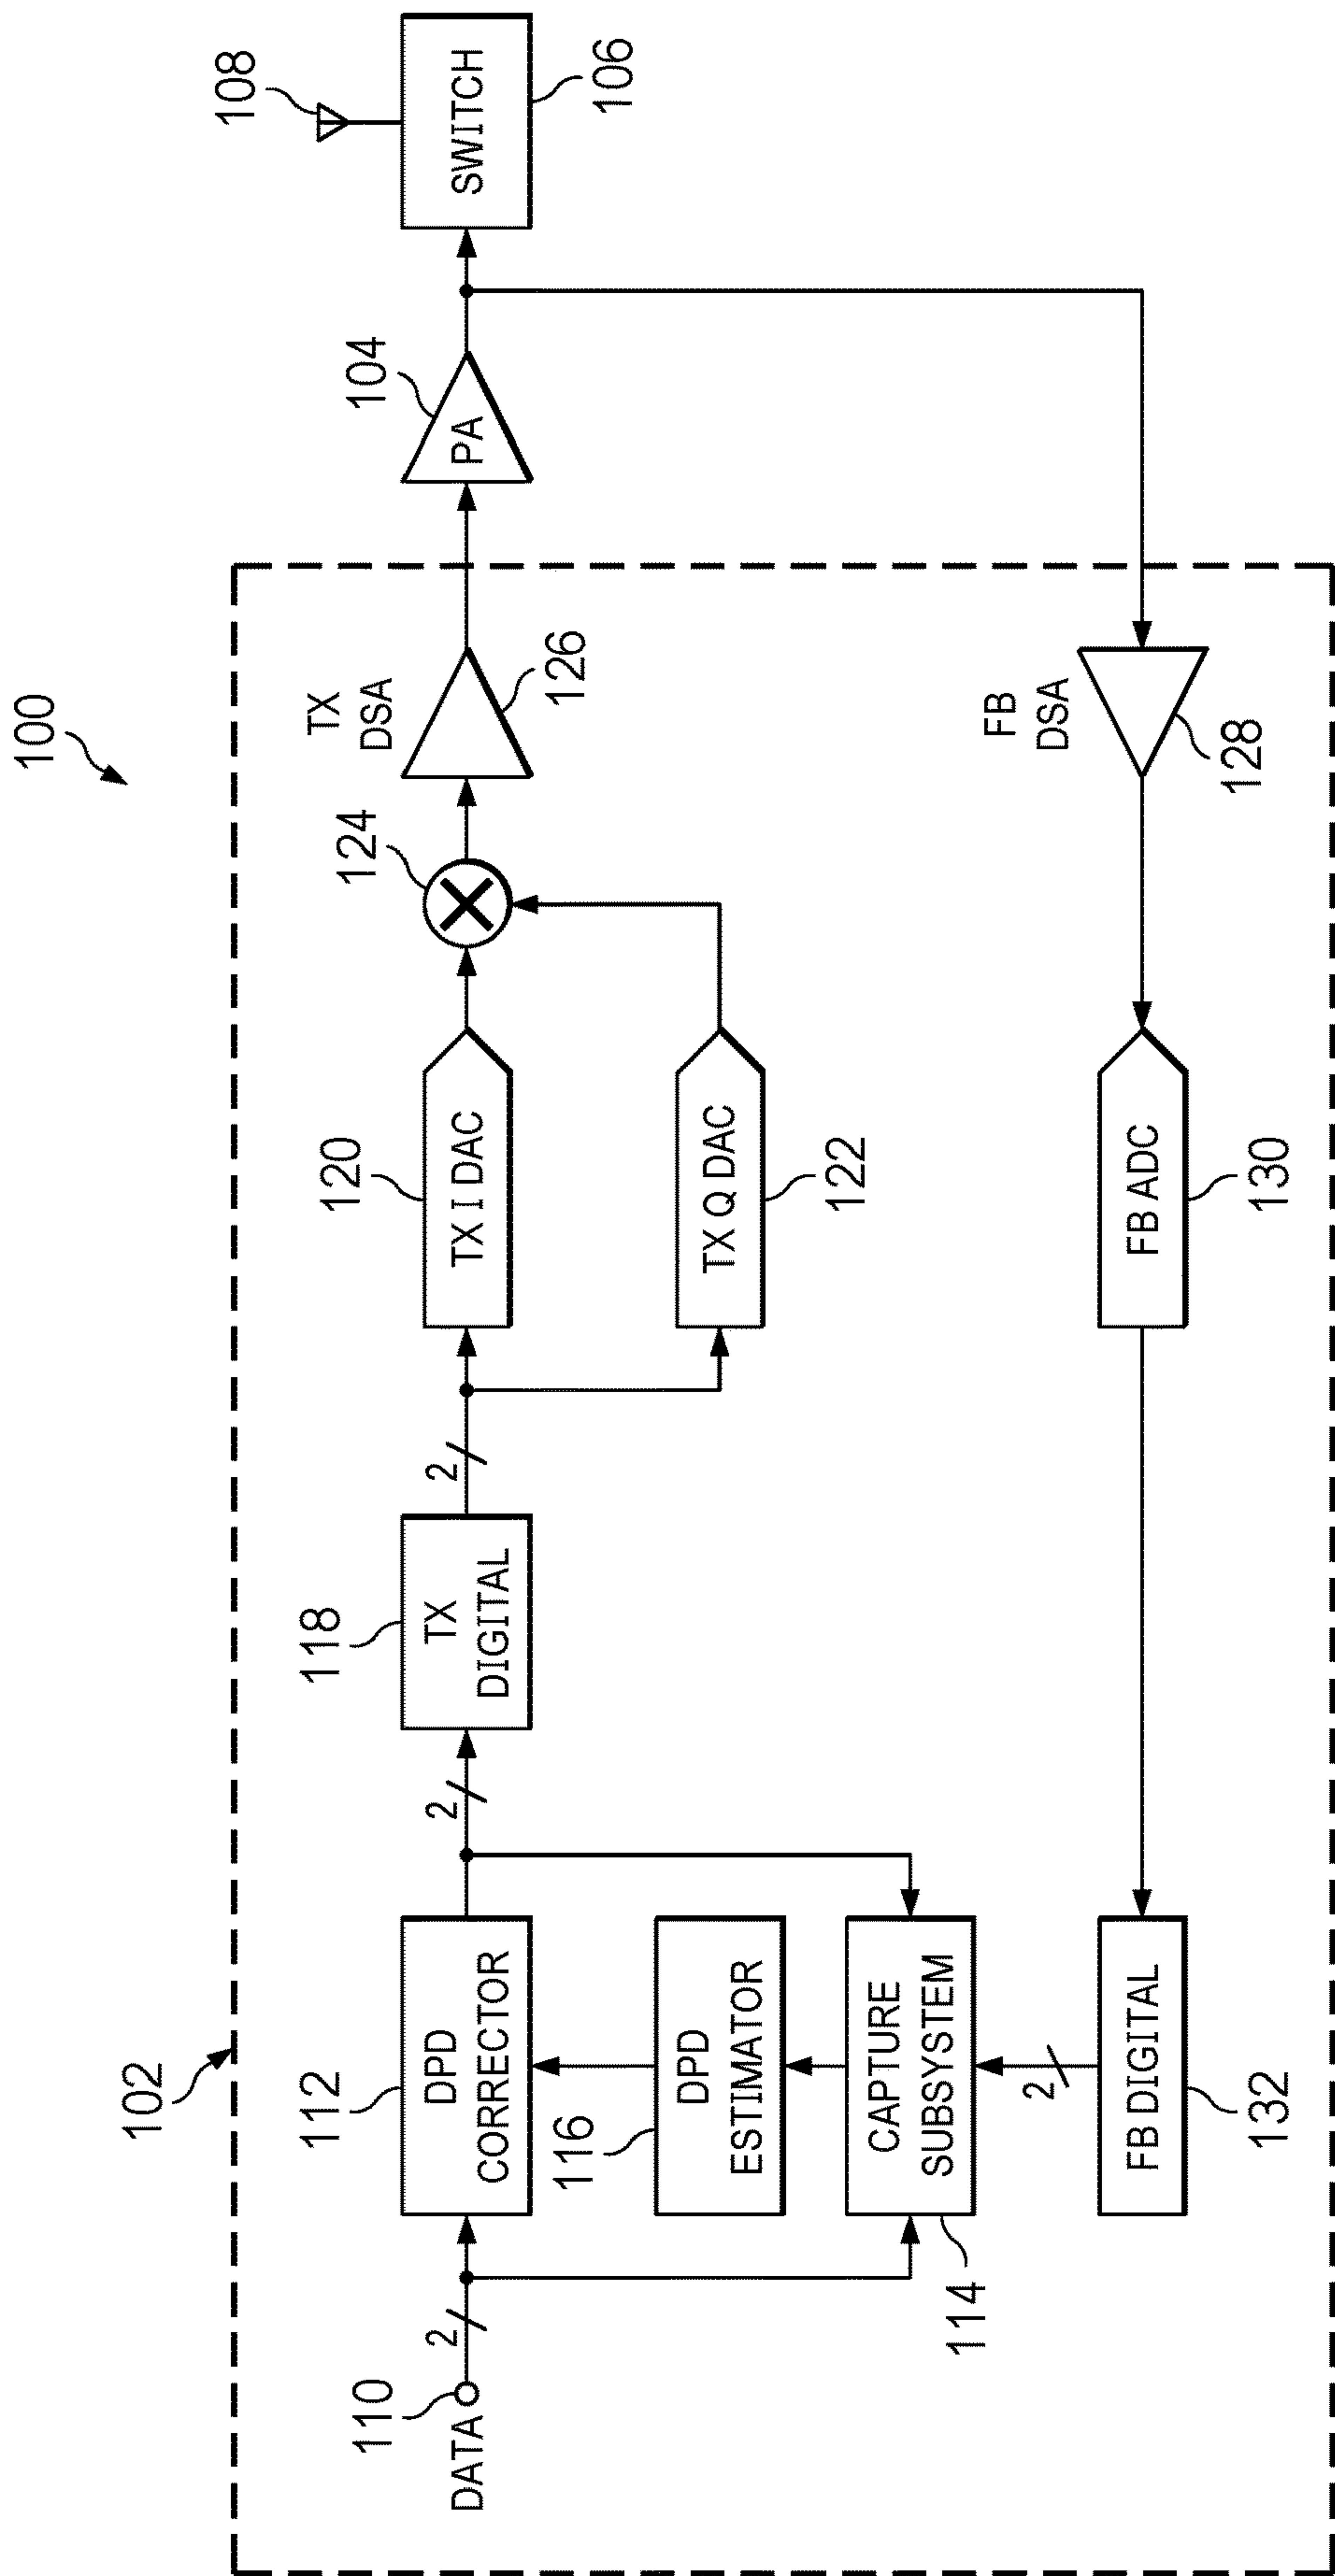 100
102
DATA
110
2
112
DPD
CORRECTOR
116
DPD
ESTIMATOR
CAPTURE
SUBSYSTEM
114
2
FB DIGITAL
132
2
118
TX
DIGITAL
2
120
TX I DAC
TX Q DAC
122
124
TX
DSA
126
104
PA
108
SWITCH
106
FB
DSA
128
FB ADC
130